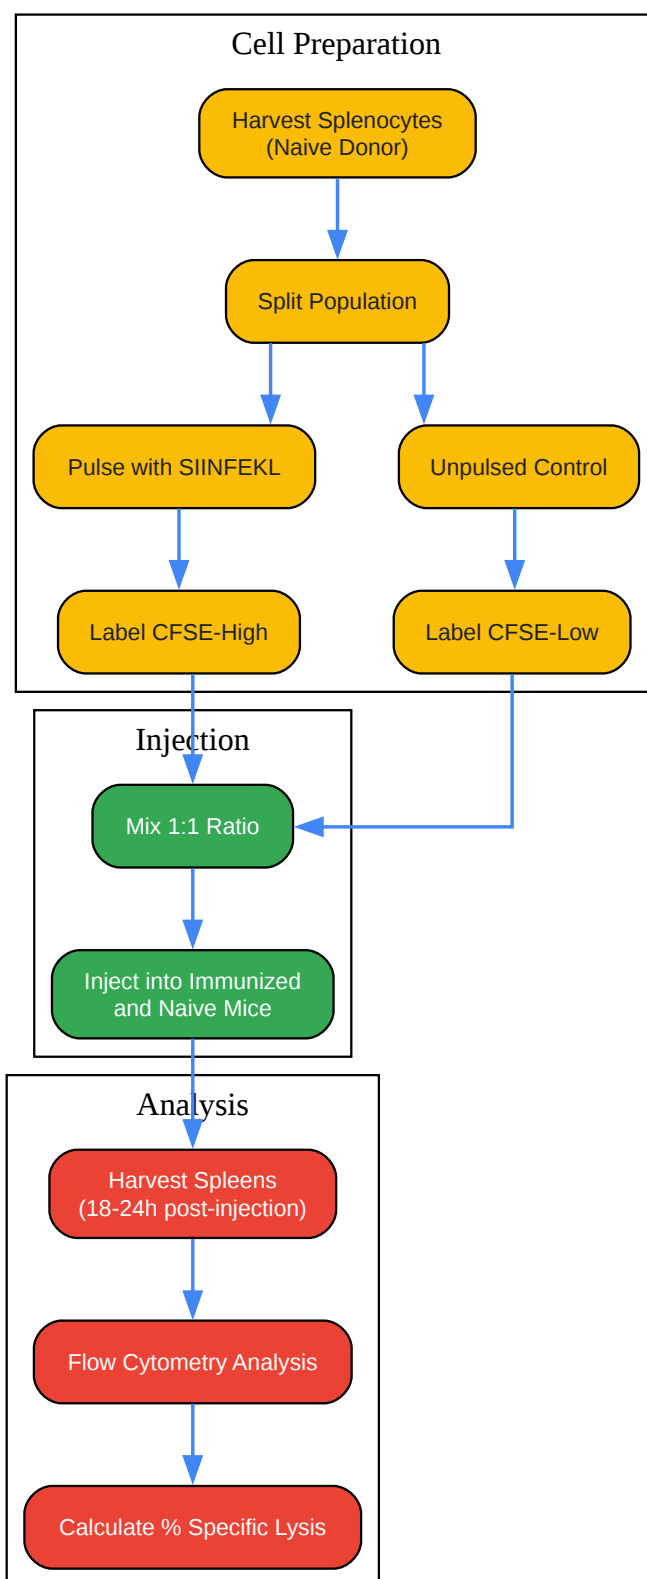 Cell Preparation
Harvest Splenocytes
(Naive Donor)
Split Population
Pulse with SIINFEKL
Unpulsed Control
Label CFSE-High
Label CFSE-Low
Injection
Mix 1:1 Ratio
Inject into Immunized
and Naive Mice
Analysis
Harvest Spleens
(18-24h post-injection)
Flow Cytometry Analysis
Calculate % Specific Lysis